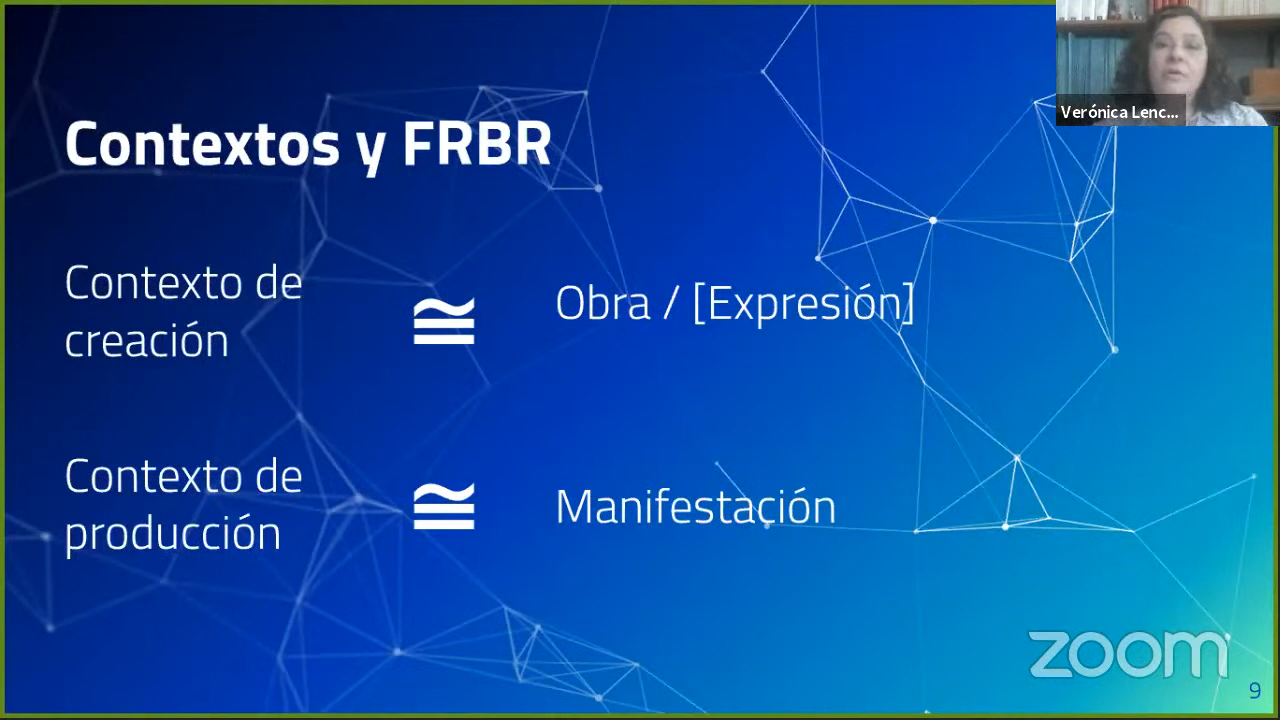 Verónica Lenc...
Contextos y FRBR
Contexto de
creación
≅
Obra / [Expresión]
Contexto de
producción
≅
Manifestación
zoom
9